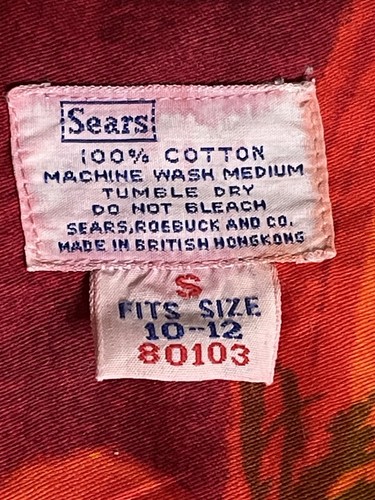 Sears
100% COTTON
MACHINE WASH MEDIUM
TUMBLE DRY
DO NOT BLEACH
SEARS,ROEBUCK AND CO.
MADE IN BRITISH HONGKONG
S
FITS SIZE
10-12
80103